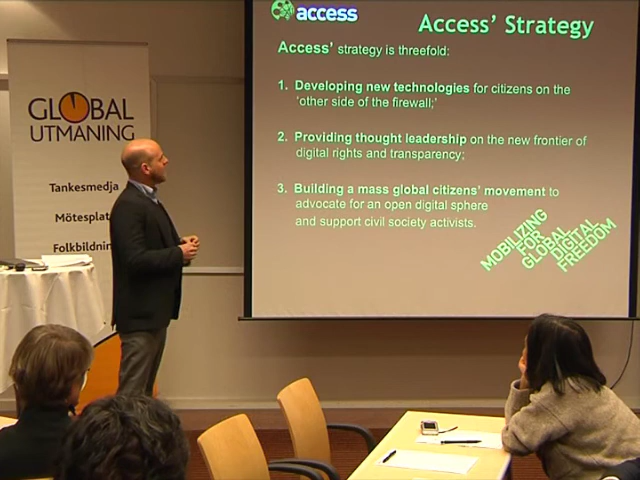 GLOBAL
UTMANING
Tankesmedja
Mötesplat
Folkbildnin
access
Access' Strategy
Access' strategy is threefold:
1. Developing new technologies for citizens on the
'other side of the firewall;'
2. Providing thought leadership on the new frontier of
digital rights and transparency;
3. Building a mass global citizens' movement to
advocate for an open digital sphere
and support civil society activists.
MOBILIZING
FOR
GLOBAL
DIGITAL
FREEDOM